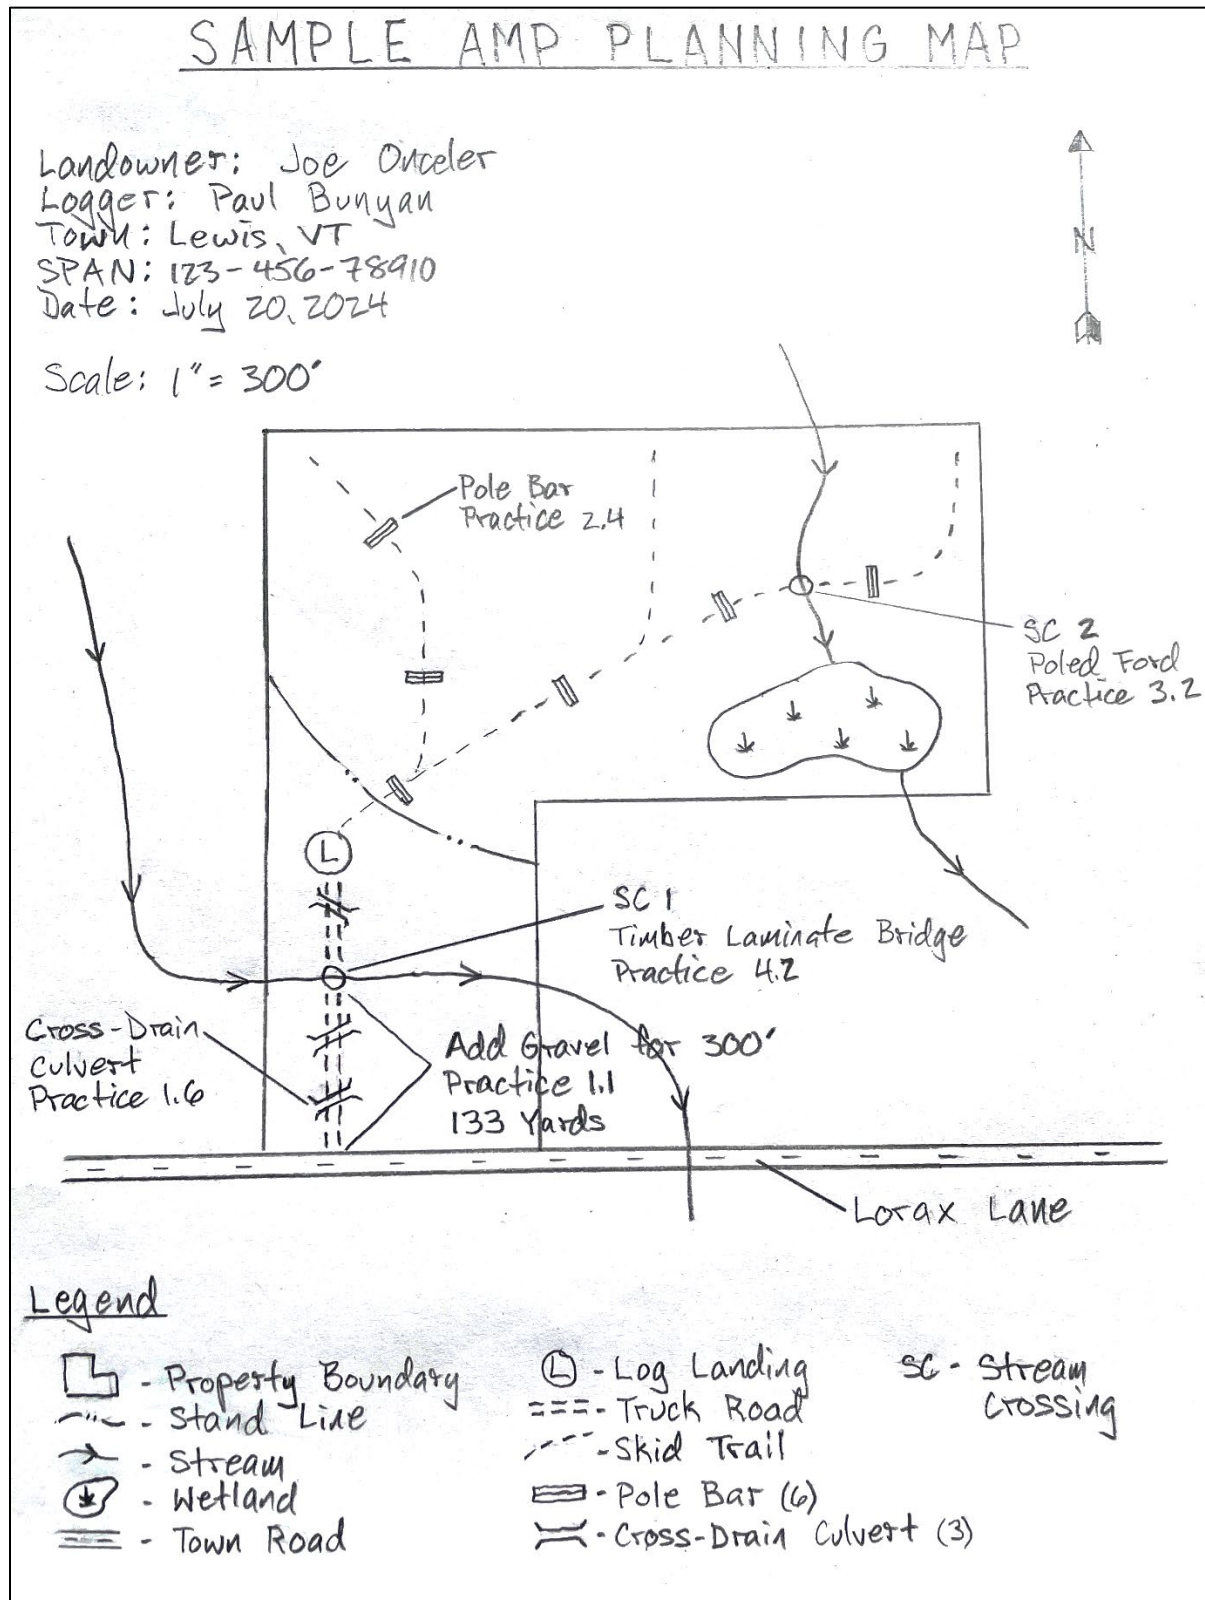 SAMPLE AMP PLANNING MAP
Landowner: Joe Onceler
Logger: Paul Bunyan
Town: Lewis, VT
SPAN: 123-456-78910
Date: July 20, 2024
Scale: 1" = 300'
N
Pole Bar
Practice 2.4
SC 2
Poled Ford
Practice 3.2
L
SC 1
Timber Laminate Bridge
Practice 4.2
Cross-Drain
Culvert
Practice 1.6
Add Gravel for 300'
Practice 1.1
133 Yards
Lorax Lane
Legend
- Property Boundary
- Stand Line
- Stream
- Wetland
- Town Road
L - Log Landing
- Truck Road
- Skid Trail
- Pole Bar (6)
- Cross-Drain Culvert (3)
SC - Stream
Crossing